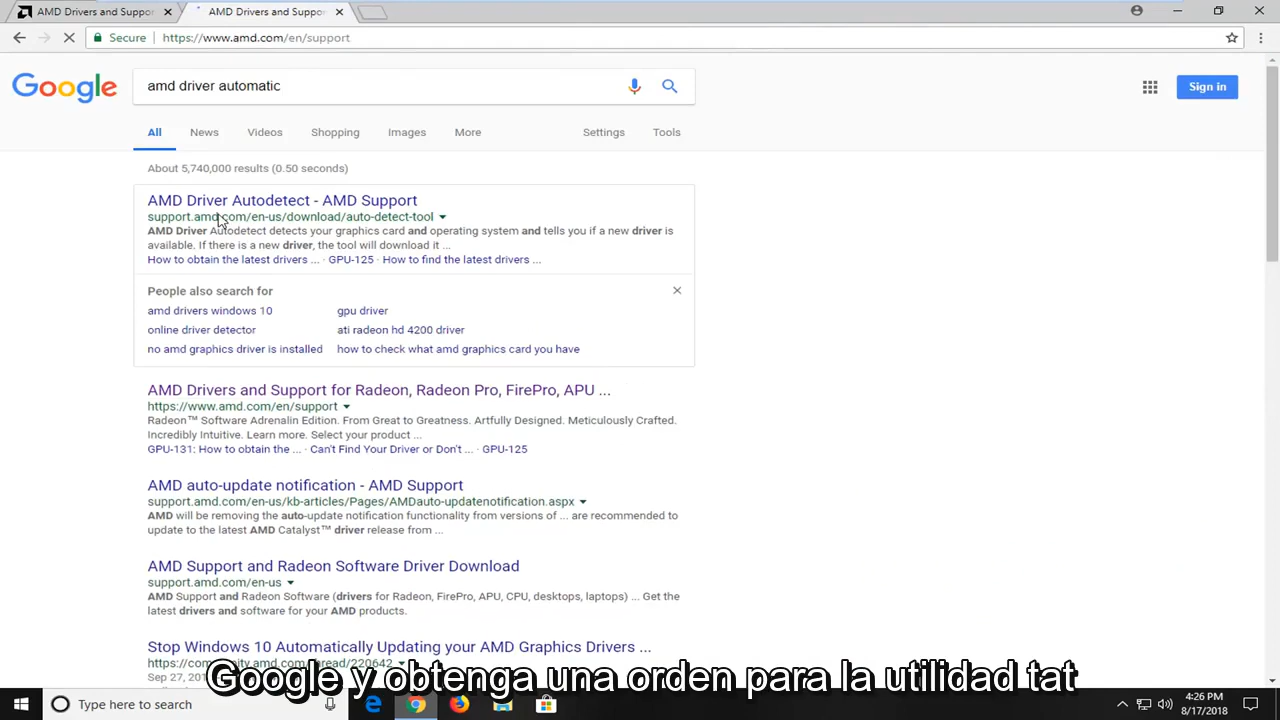 AMD Drivers and Suppor
AMD Drivers and Suppor
Secure
https://www.amd.com/en/support
Google
amd driver automatic
Sign in
All
News
Videos
Shopping
Images
More
Settings
Tools
About 5,740,000 results (0.50 seconds)
AMD Driver Autodetect - AMD Support
support.amd.com/en-us/download/auto-detect-tool
AMD Driver Autodetect detects your graphics card and operating system and tells you if a new driver is
available. If there is a new driver, the tool will download it ...
How to obtain the latest drivers ... · GPU-125 · How to find the latest drivers ...
People also search for
amd drivers windows 10
gpu driver
online driver detector
ati radeon hd 4200 driver
no amd graphics driver is installed
how to check what amd graphics card you have
AMD Drivers and Support for Radeon, Radeon Pro, FirePro, APU ...
https://www.amd.com/en/support
Radeon™ Software Adrenalin Edition. From Great to Greatness. Artfully Designed. Meticulously Crafted.
Incredibly Intuitive. Learn more. Select your product ...
GPU-131: How to obtain the ... · Can't Find Your Driver or Don't ... · GPU-125
AMD auto-update notification - AMD Support
support.amd.com/en-us/kb-articles/Pages/AMDauto-updatenotification.aspx
AMD will be removing the auto-update notification functionality from versions of ... are recommended to
update to the latest AMD Catalyst™ driver release from ...
AMD Support and Radeon Software Driver Download
support.amd.com/en-us
AMD Support and Radeon Software (drivers for Radeon, FirePro, APU, CPU, desktops, laptops) ... Get the
latest drivers and software for your AMD products.
Stop Windows 10 Automatically Updating your AMD Graphics Drivers ...
https://community.amd.com/thread/220642
Sep 27,
Google y obtenga una orden para la utilidad tat
Type here to search
4:26 PM
8/17/2018